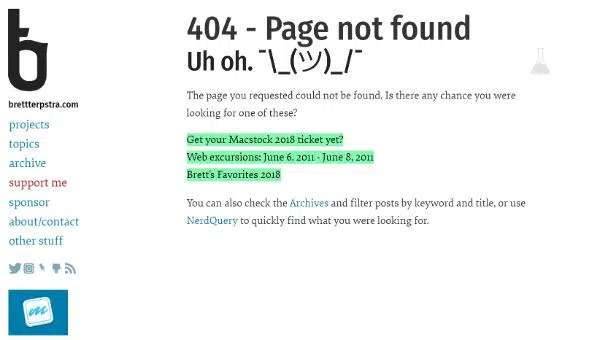 brettterpstra.com
projects
topics
archive
support me
sponsor
about/contact
other stuff
404 - Page not found
Uh oh. ¯\_(ツ)_/¯
The page you requested could not be found. Is there any chance you were
looking for one of these?
Get your Macstock 2018 ticket yet?
Web excursions: June 6, 2011 - June 8, 2011
Brett's Favorites 2018
You can also check the Archives and filter posts by keyword and title, or use
NerdQuery to quickly find what you were looking for.